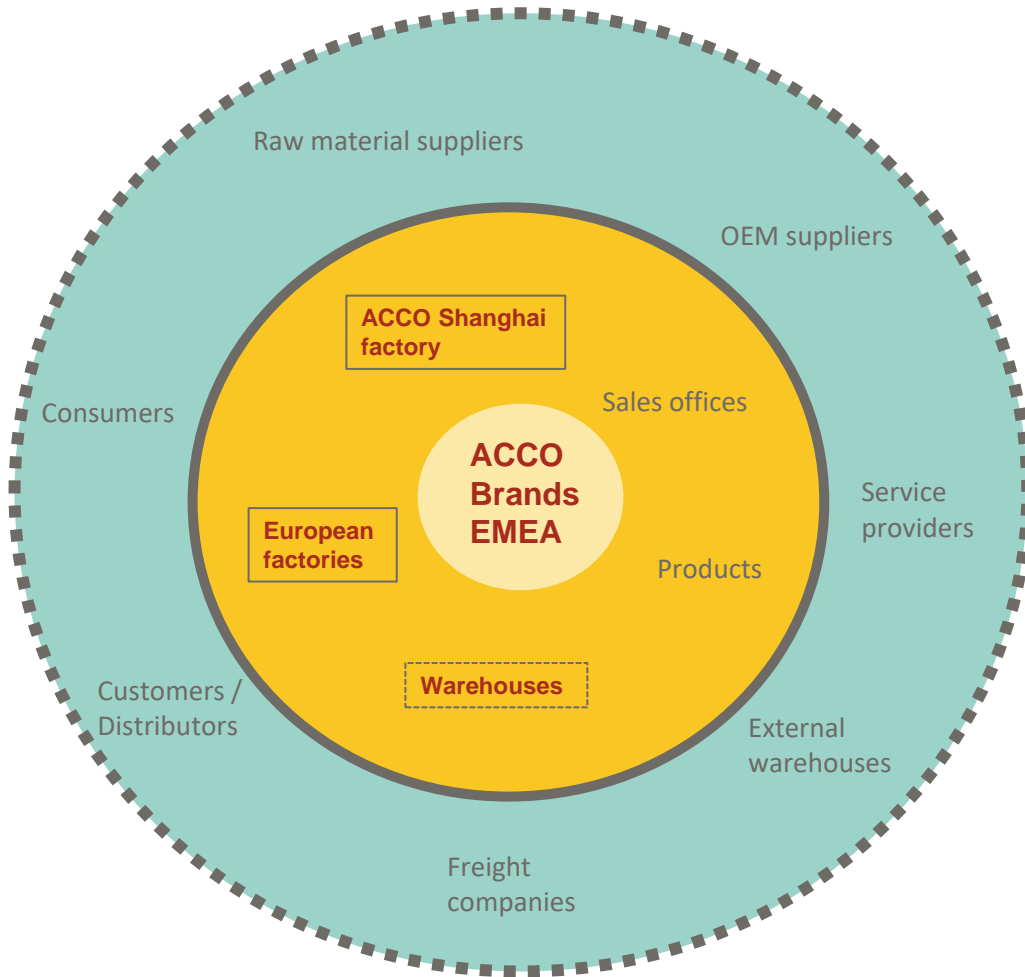 Raw material suppliers
OEM suppliers
ACCO Shanghai
factory
Sales offices
Consumers
ACCO
Brands
EMEA
Service
providers
European
factories
Products
Warehouses
Customers /
Distributors
External
warehouses
Freight
companies